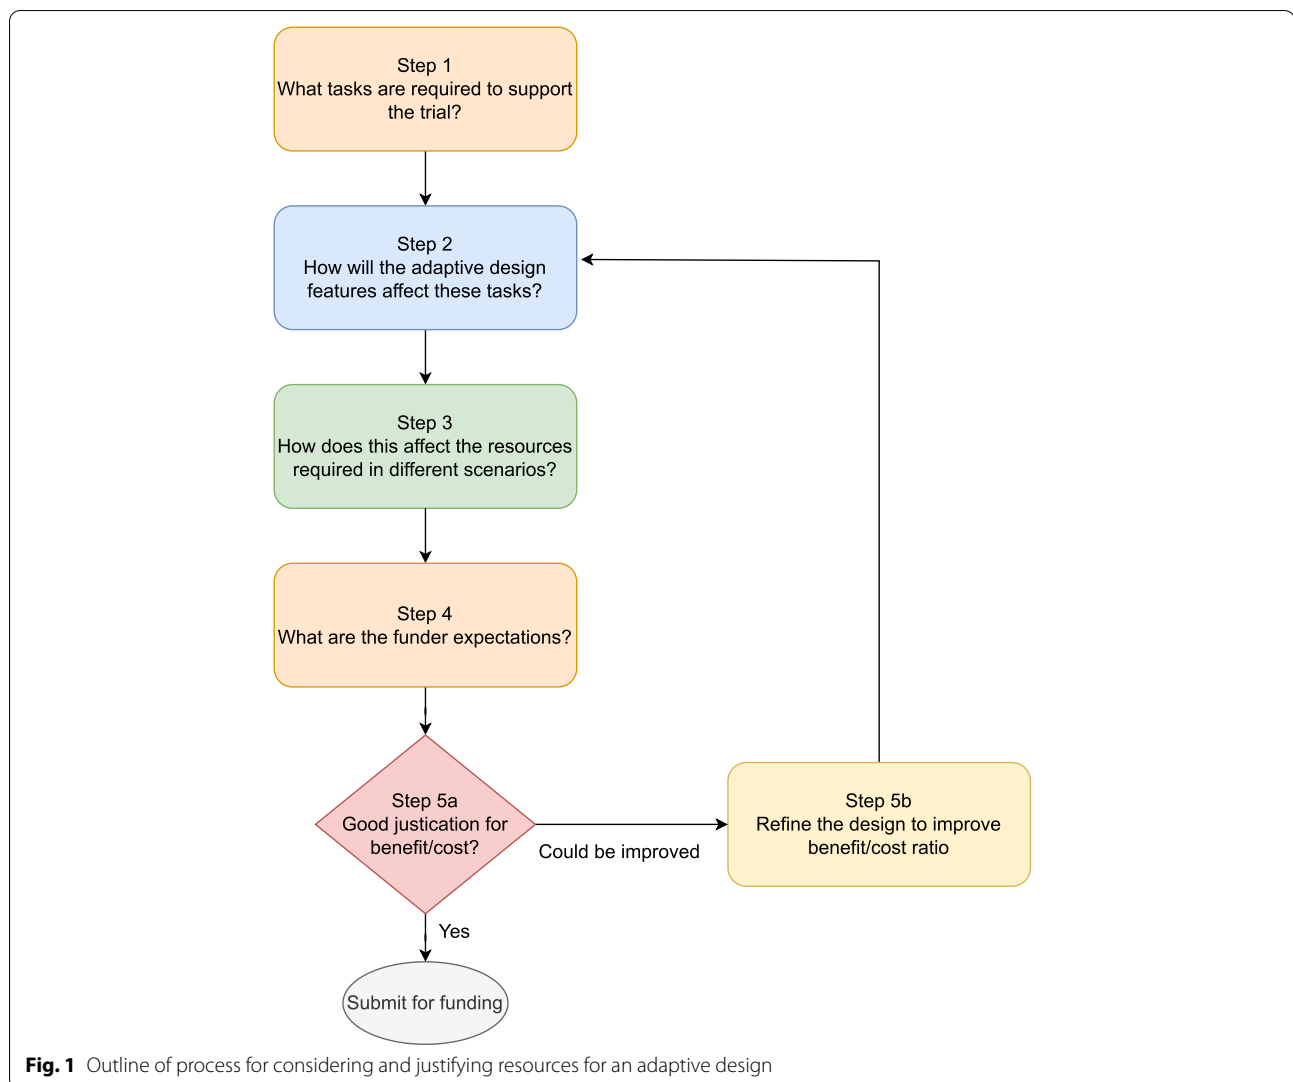 Step 1
What tasks are required to support
the trial?
Step 2
How will the adaptive design
features affect these tasks?
Step 3
How does this affect the resources
required in different scenarios?
Step 4
What are the funder expectations?
Step 5a
Good justication for
benefit/cost?
Could be improved
Step 5b
Refine the design to improve
benefit/cost ratio
Yes
Submit for funding
Fig. 1 Outline of process for considering and justifying resources for an adaptive design